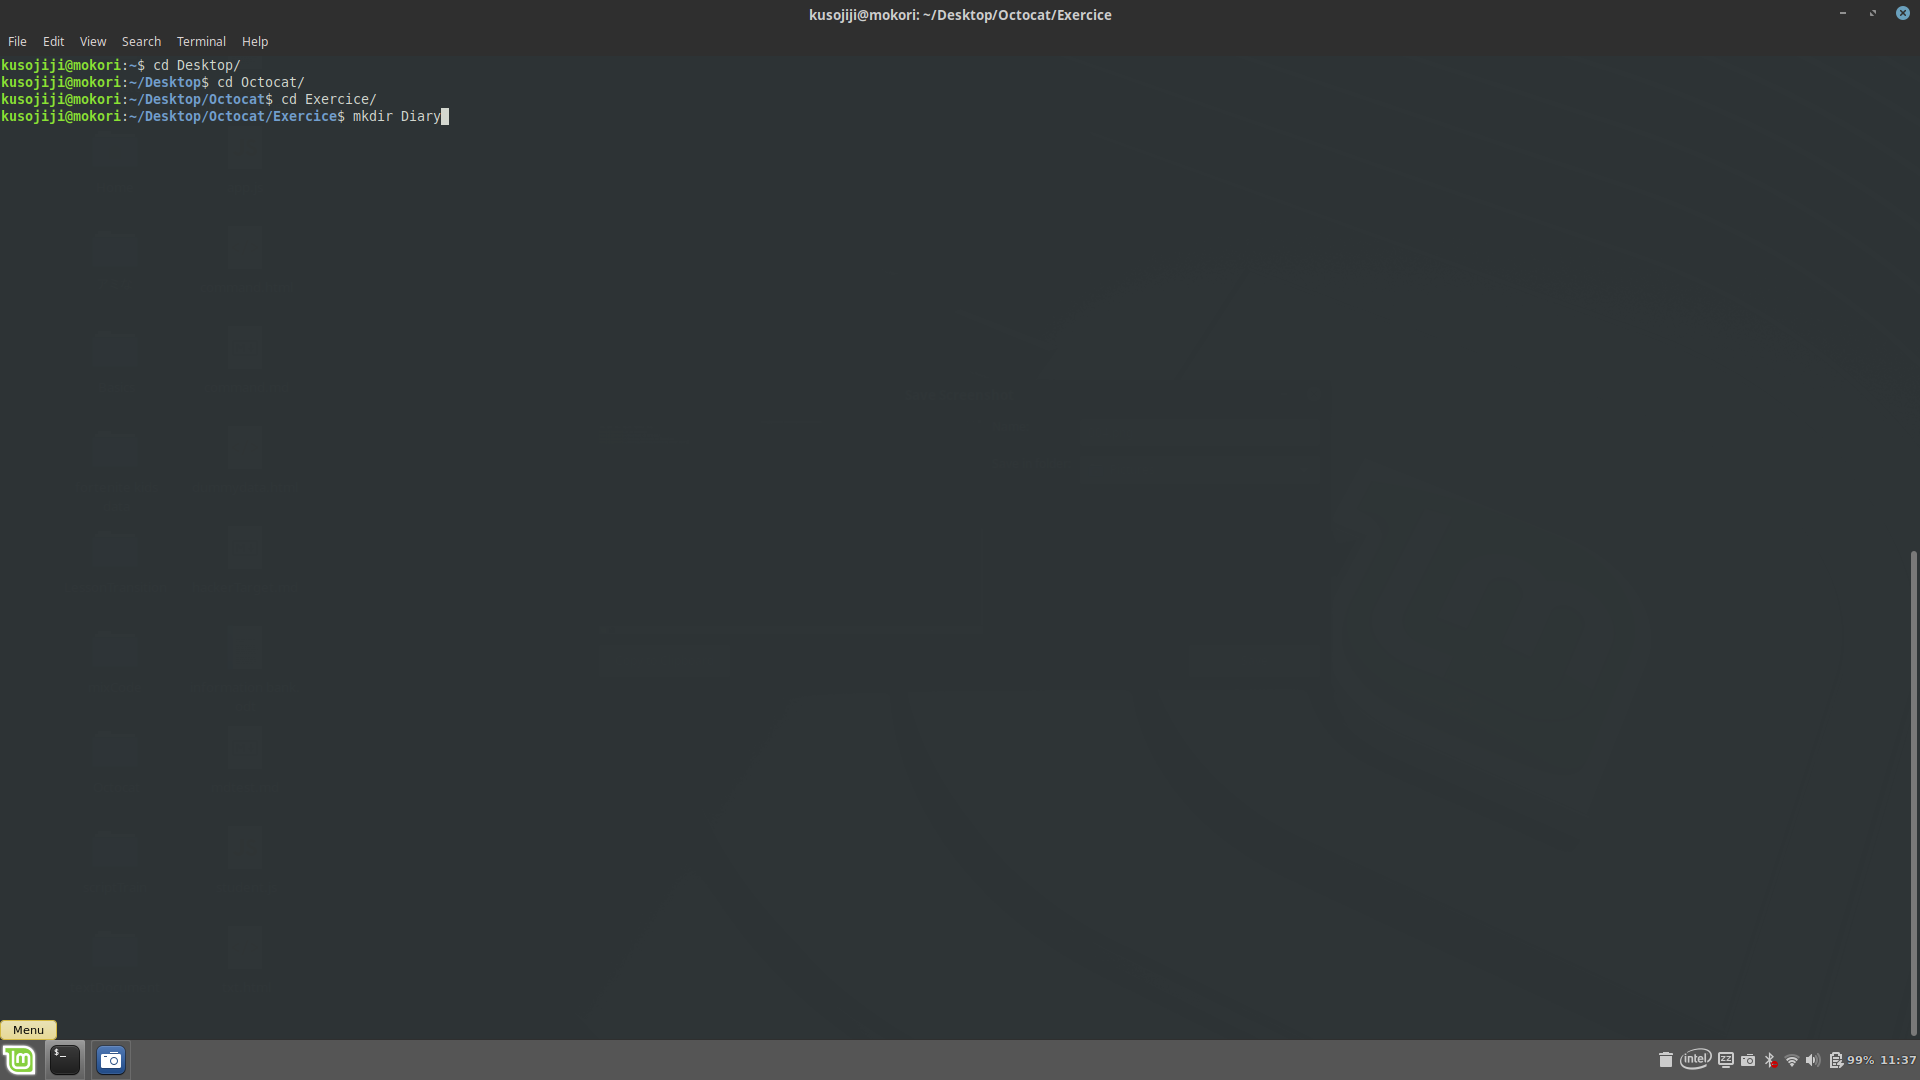 kusojiji@mokori: ~/Desktop/Octocat/Exercice
File Edit View Search Terminal Help
kusojiji@mokori:~$ cd Desktop/
kusojiji@mokori:~/Desktop$ cd Octocat/
kusojiji@mokori:~/Desktop/Octocat$ cd Exercice/
kusojiji@mokori:~/Desktop/Octocat/Exercice$ mkdir Diary
Menu
$_
intel
zz
99% 11:37